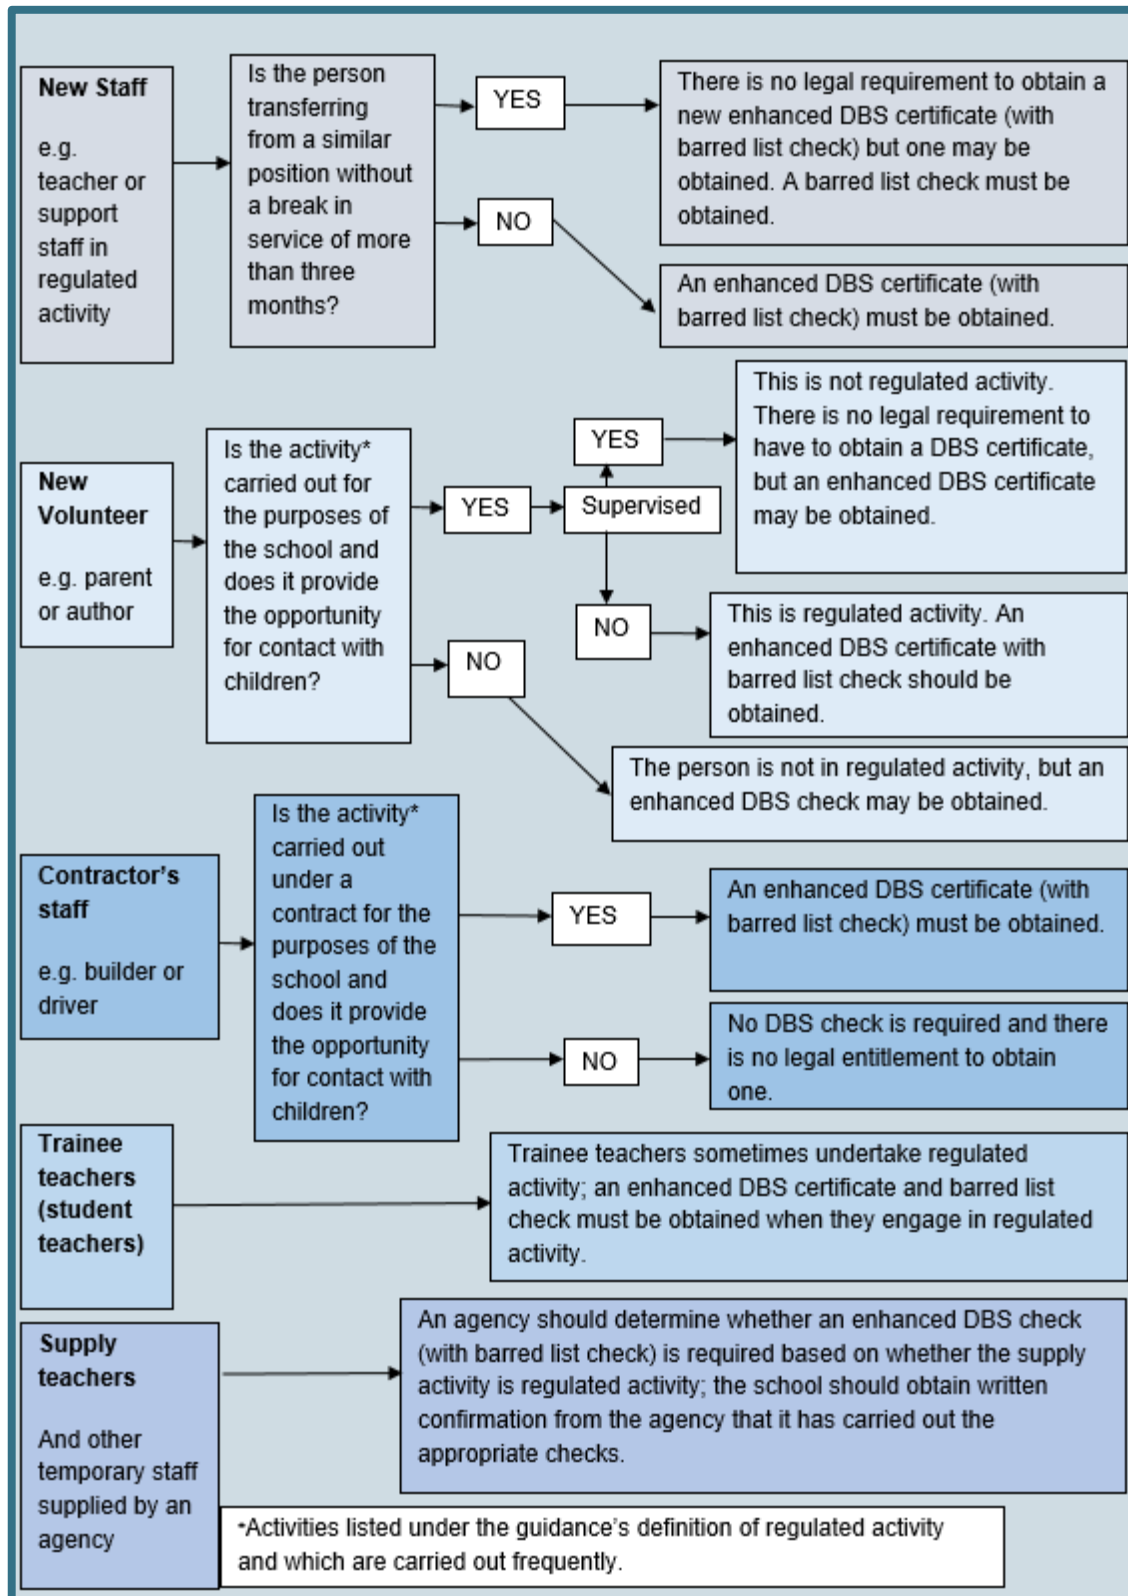 New Staff
e.g.
teacher or
support
staff in
regulated
activity
Is the person
transferring
from a similar
position without
a break in
service of more
than three
months?
YES
There is no legal requirement to obtain a
new enhanced DBS certificate (with
barred list check) but one may be
obtained. A barred list check must be
obtained.
NO
An enhanced DBS certificate (with
barred list check) must be obtained.
New
Volunteer
e.g. parent
or author
Is the activity*
carried out for
the purposes of
the school and
does it provide
the opportunity
for contact with
children?
YES
Supervised
YES
This is not regulated activity.
There is no legal requirement to
have to obtain a DBS certificate,
but an enhanced DBS certificate
may be obtained.
NO
This is regulated activity. An
enhanced DBS certificate with
barred list check should be
obtained.
NO
The person is not in regulated activity, but an
enhanced DBS check may be obtained.
Contractor's
staff
e.g. builder or
driver
Is the activity*
carried out
under a
contract for the
purposes of the
school and
does it provide
the opportunity
for contact with
children?
YES
An enhanced DBS certificate (with
barred list check) must be obtained.
NO
No DBS check is required and there
is no legal entitlement to obtain
one.
Trainee
teachers
(student
teachers)
Trainee teachers sometimes undertake regulated
activity; an enhanced DBS certificate and barred list
check must be obtained when they engage in regulated
activity.
Supply
teachers
And other
temporary staff
supplied by an
agency
An agency should determine whether an enhanced DBS check
(with barred list check) is required based on whether the supply
activity is regulated activity; the school should obtain written
confirmation from the agency that it has carried out the
appropriate checks.
*Activities listed under the guidance's definition of regulated activity
and which are carried out frequently.